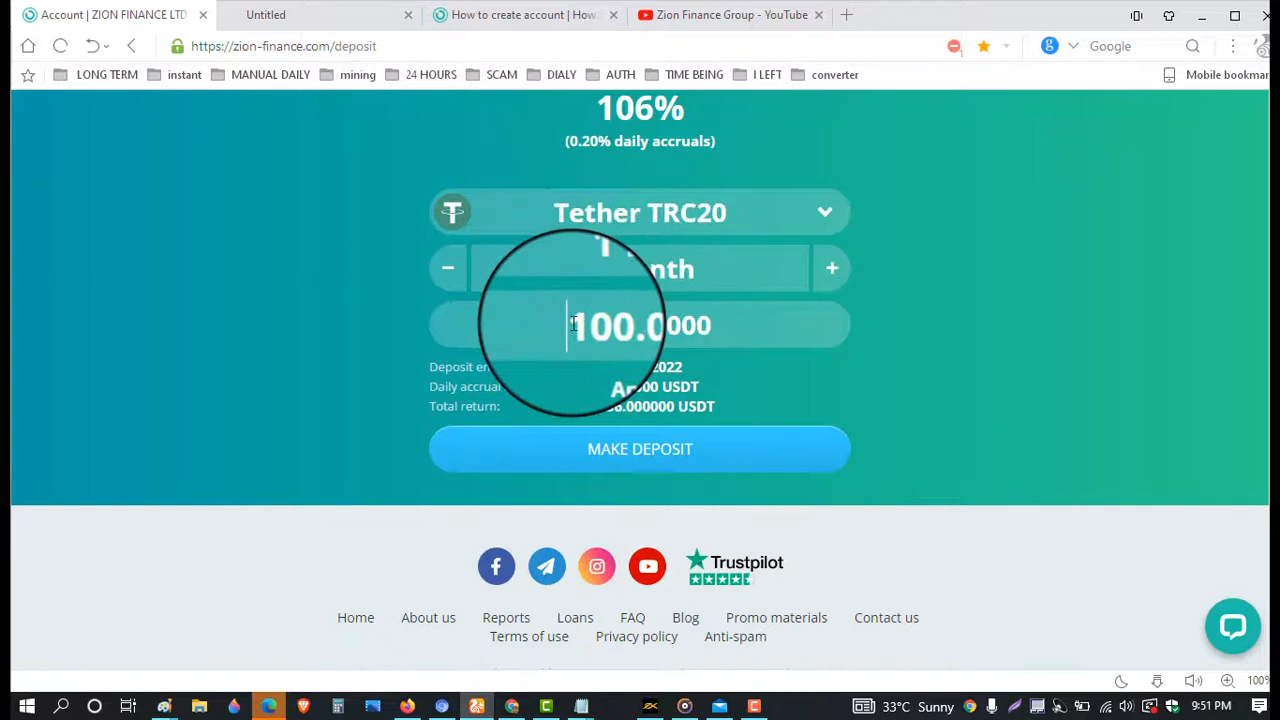 Account | ZION FINANCE LTD
Untitled
How to create account | How
Zion Finance Group - YouTube
https://zion-finance.com/deposit
Google
LONG TERM
instant
MANUAL DAILY
mining
24 HOURS
SCAM
DIALY
AUTH
TIME BEING
I LEFT
converter
Mobile bookmar
106%
(0.20% daily accruals)
Tether TRC20
nth
100.0000
Deposit
2022
Daily accrual
USDT
Total return:
USDT
MAKE DEPOSIT
Trustpilot
Home About us Reports Loans FAQ Blog Promo materials Contact us
Terms of use Privacy policy Anti-spam
100%
33°C Sunny
9:51 PM